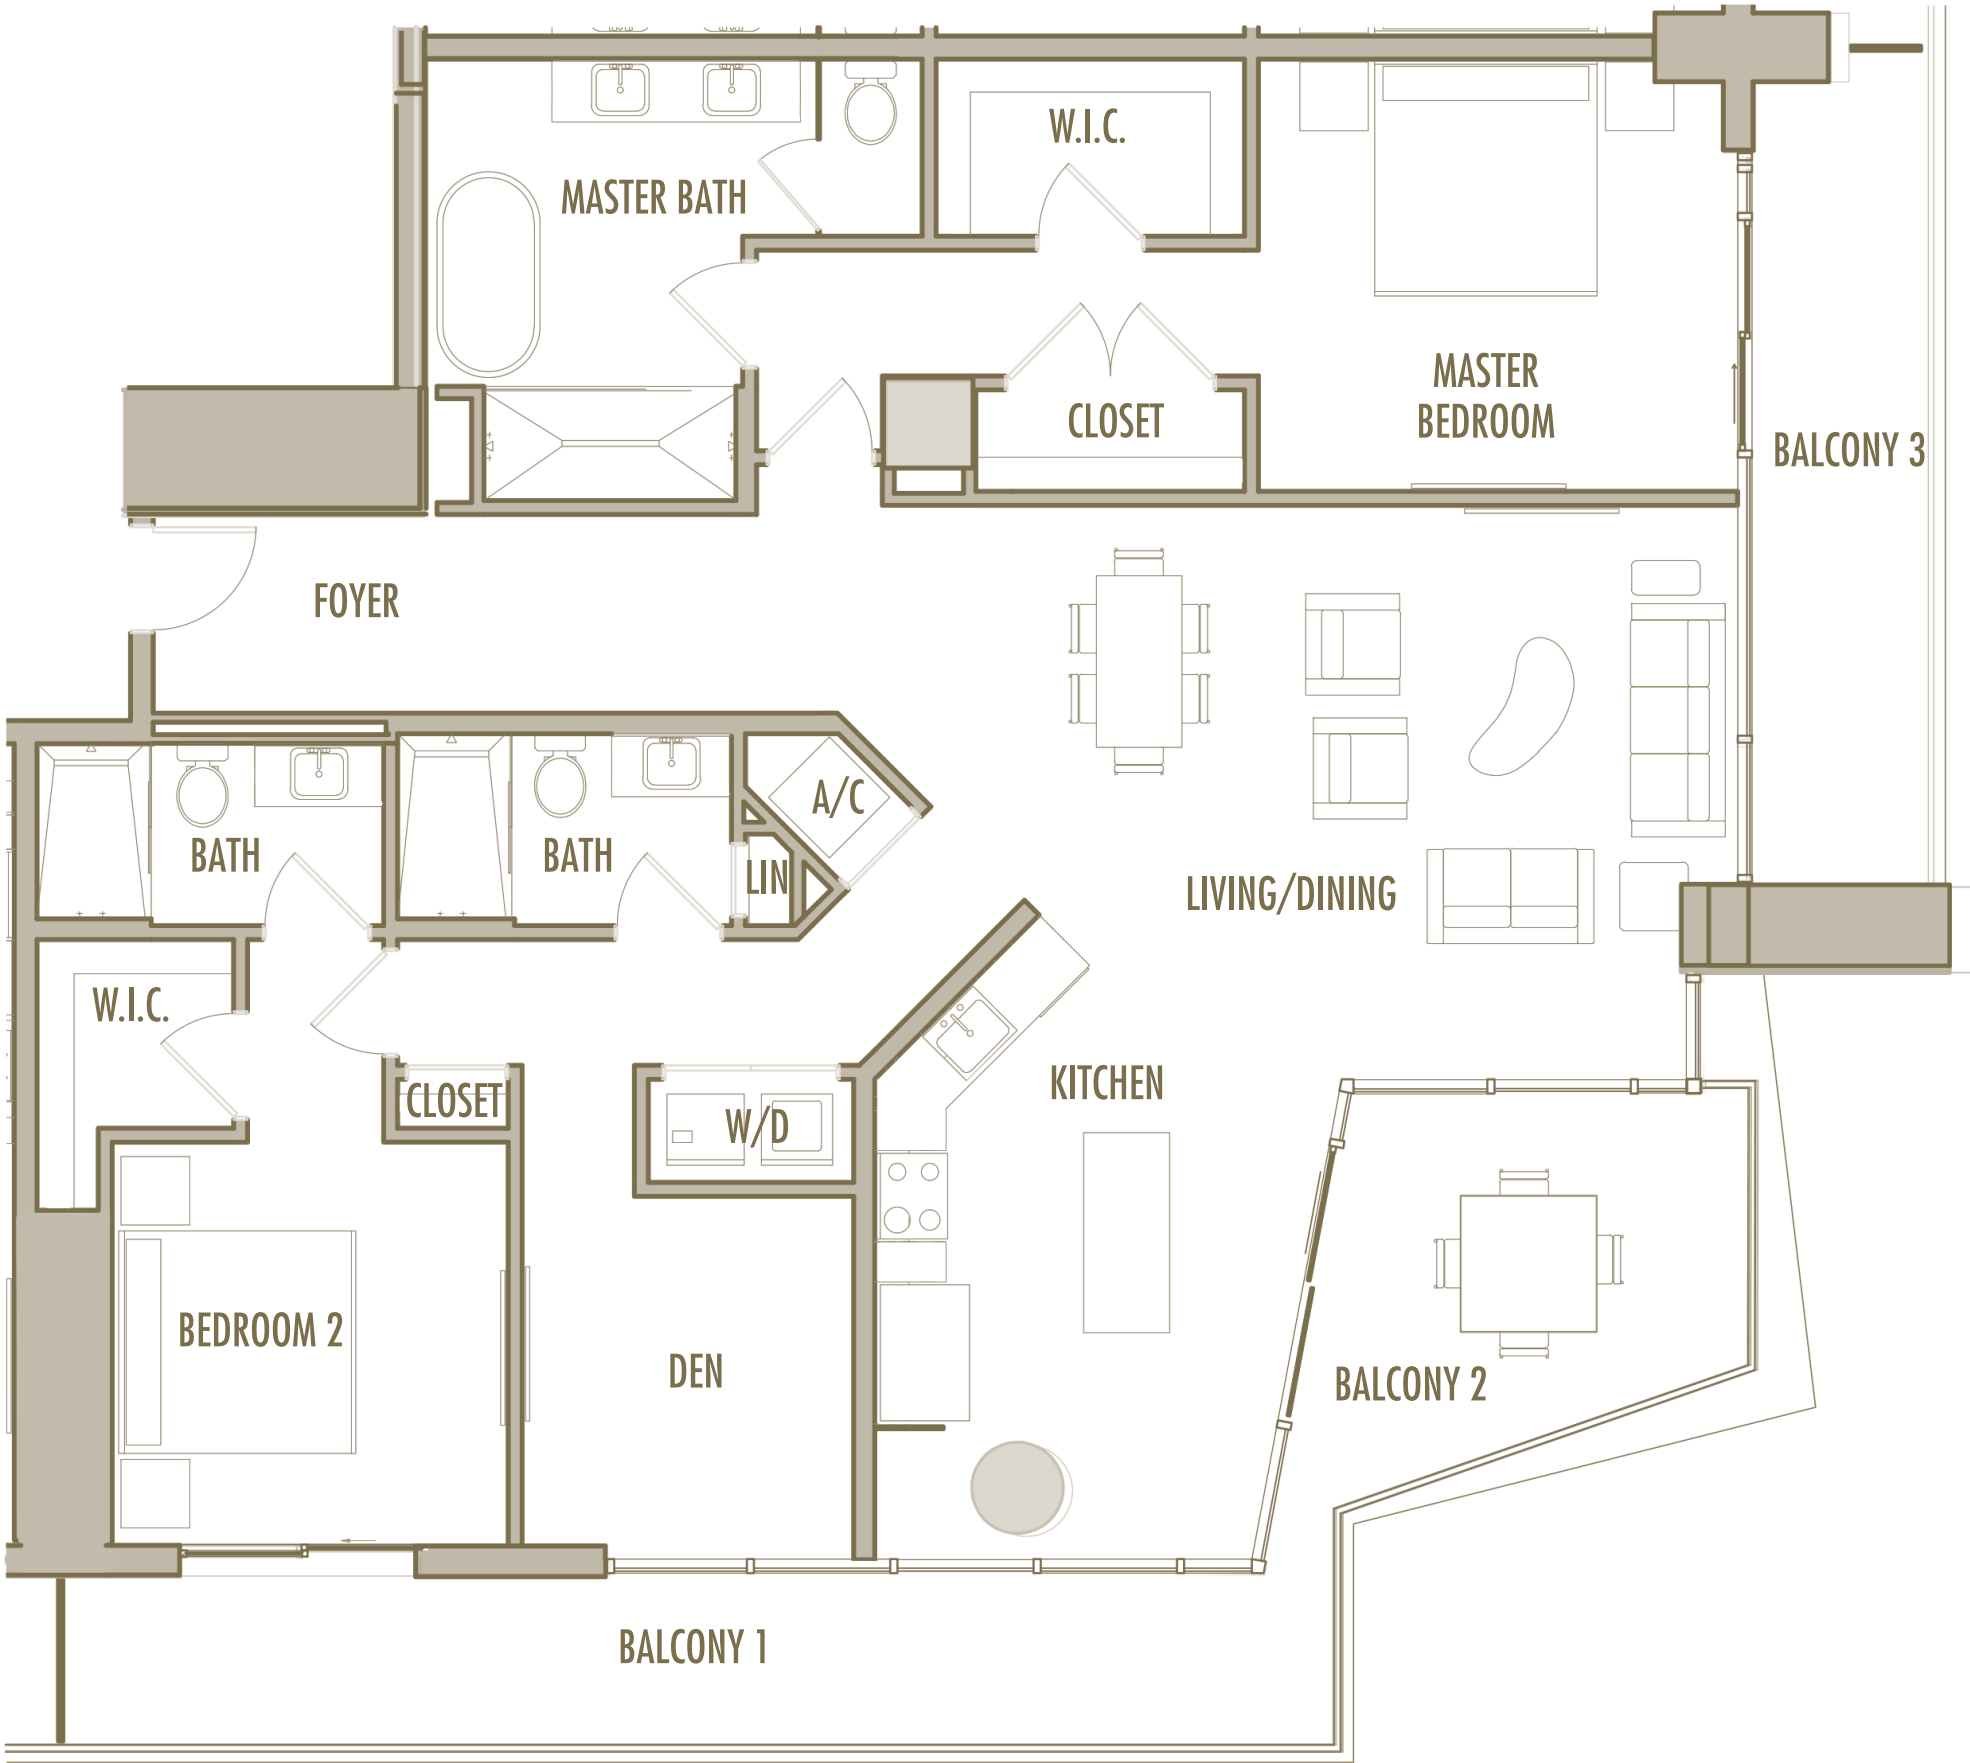 W.I.C.
MASTER BATH
MASTER
BEDROOM
CLOSET
BALCONY 3
FOYER
A/C
BATH
BATH
LIN
LIVING/DINING
W.I.C.
CLOSET
W/D
KITCHEN
BEDROOM 2
DEN
BALCONY 2
BALCONY 1